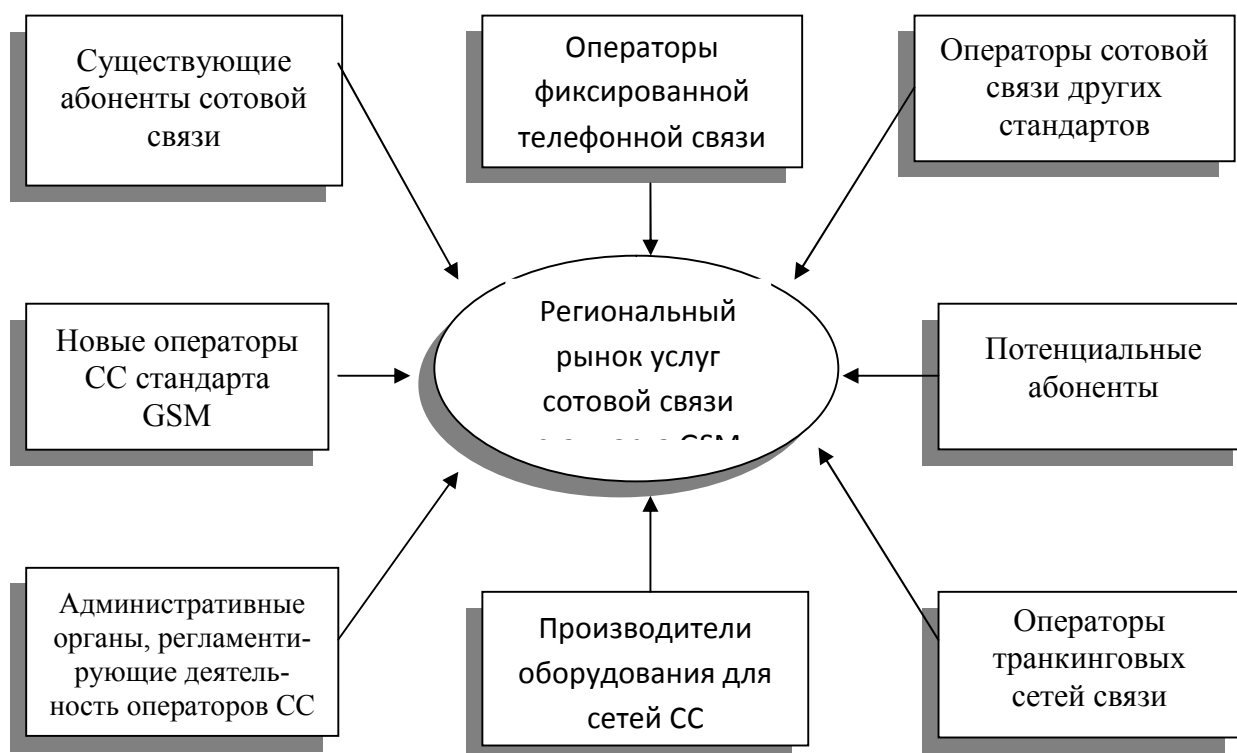 Существующие
абоненты сотовой
связи
Операторы
фиксированной
телефонной связи
Операторы сотовой
связи других
стандартов
Новые операторы
СС стандарта
GSM
Региональный
рынок услуг
сотовой связи
GSM
Потенциальные
абоненты
Административные
органы, регламенти-
рующие деятель-
ность операторов СС
Производители
оборудования для
сетей СС
Операторы
транкинговых
сетей связи